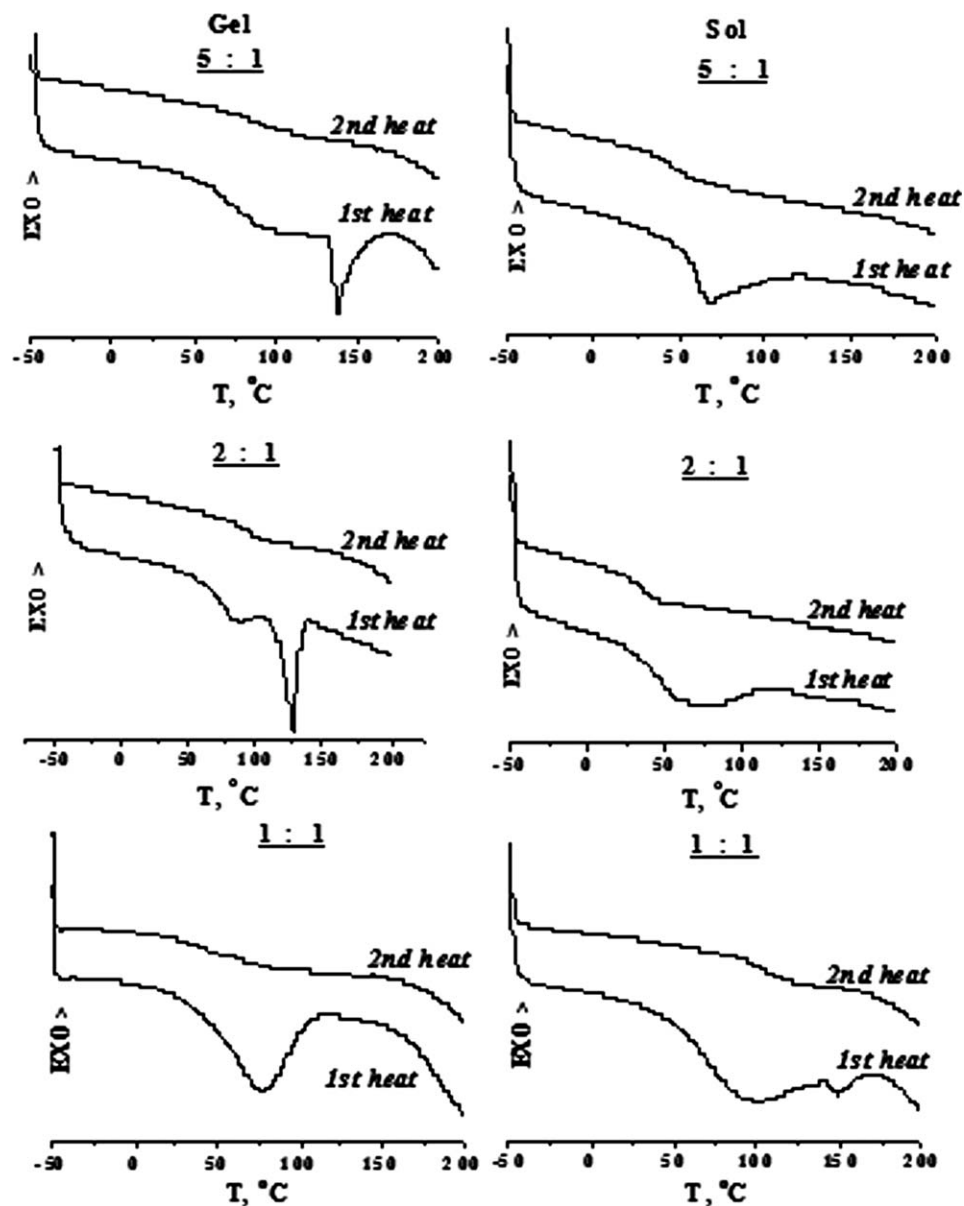 Gel
5 : 1
2nd heat
1st heat
EXO >
-50 0 50 100 150 200
T, °C
Sol
5 : 1
2nd heat
1st heat
EXO >
-50 0 50 100 150 200
T, °C
2 : 1
2nd heat
1st heat
EXO >
-50 0 50 100 150 200
T, °C
2 : 1
2nd heat
1st heat
EXO >
-50 0 50 100 150 200
T, °C
1 : 1
2nd heat
1st heat
EXO >
-50 0 50 100 150 200
T, °C
1 : 1
2nd heat
1st heat
EXO >
-50 0 50 100 150 200
T, °C